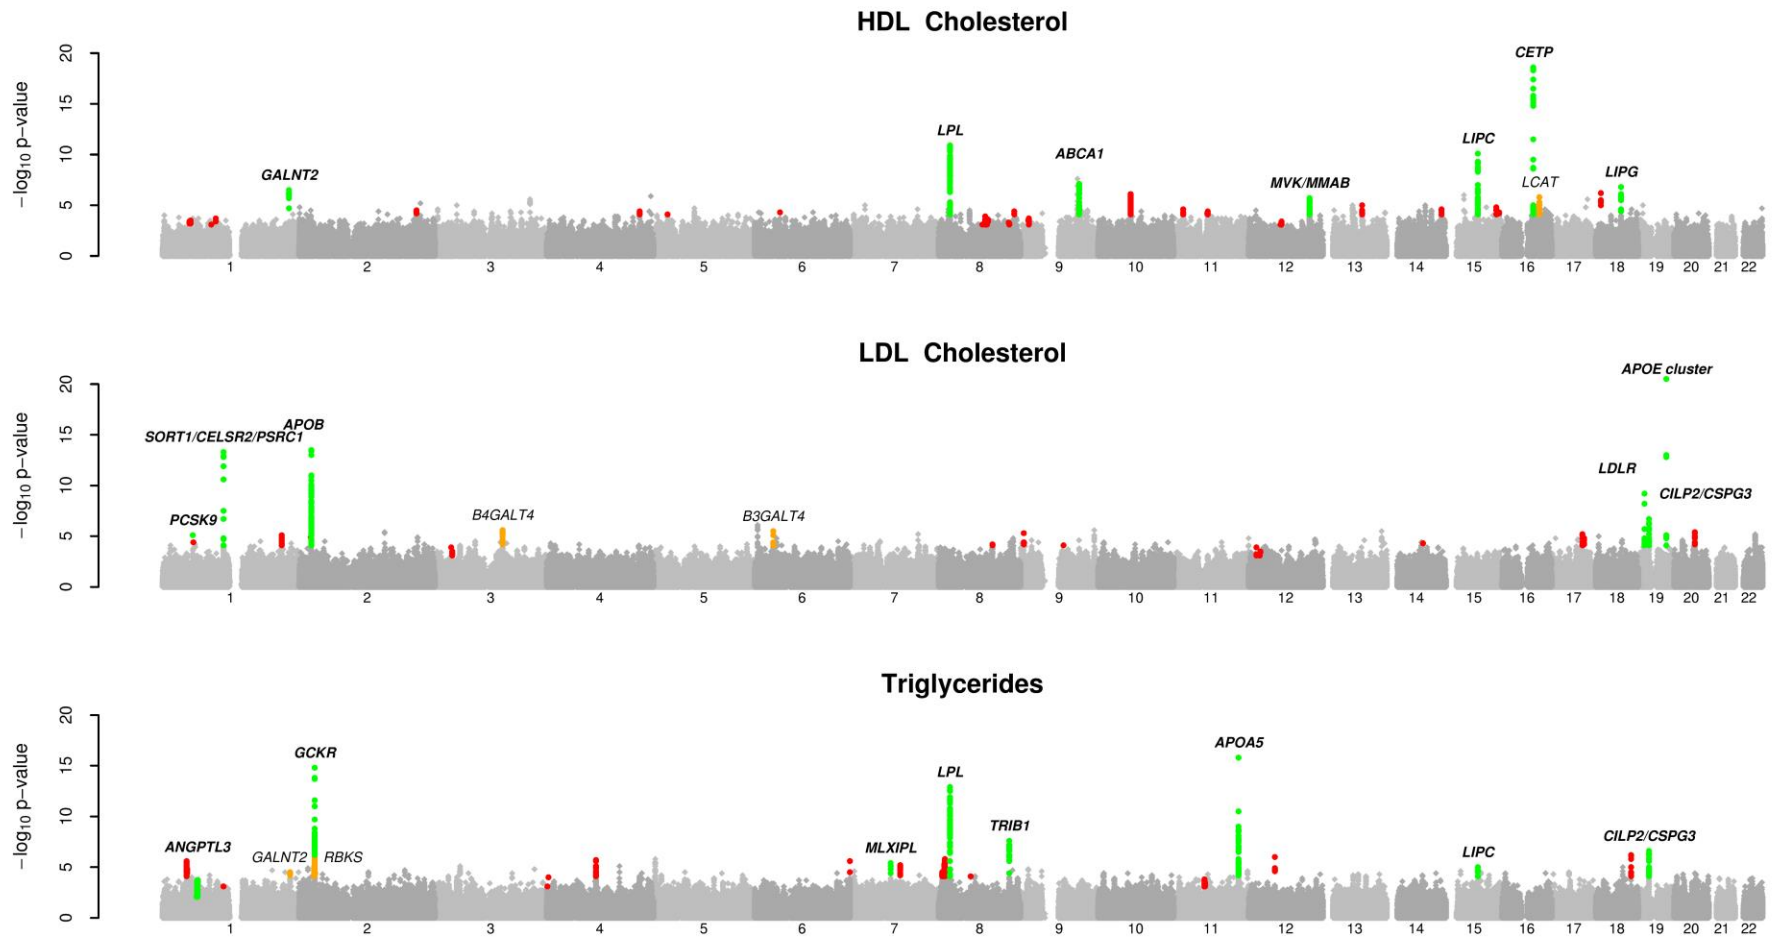 HDL Cholesterol
−log10 p−value
0 5 10 15 20
GALNT2
LPL
ABCA1
MVK/MMAB
LIPC
CETP
LCAT
LIPG
1 2 3 4 5 6 7 8 9 10 11 12 13 14 15 16 17 18 19 20 21 22
LDL Cholesterol
−log10 p−value
0 5 10 15 20
SORT1/CELSR2/PSRC1
APOB
PCSK9
B4GALT4
B3GALT4
APOE cluster
LDLR
CILP2/CSPG3
1 2 3 4 5 6 7 8 9 10 11 12 13 14 15 16 17 18 19 20 21 22
Triglycerides
−log10 p−value
0 5 10 15 20
ANGPTL3
GCKR
GALNT2
RBKS
MLXIPL
LPL
TRIB1
APOA5
LIPC
CILP2/CSPG3
1 2 3 4 5 6 7 8 9 10 11 12 13 14 15 16 17 18 19 20 21 22